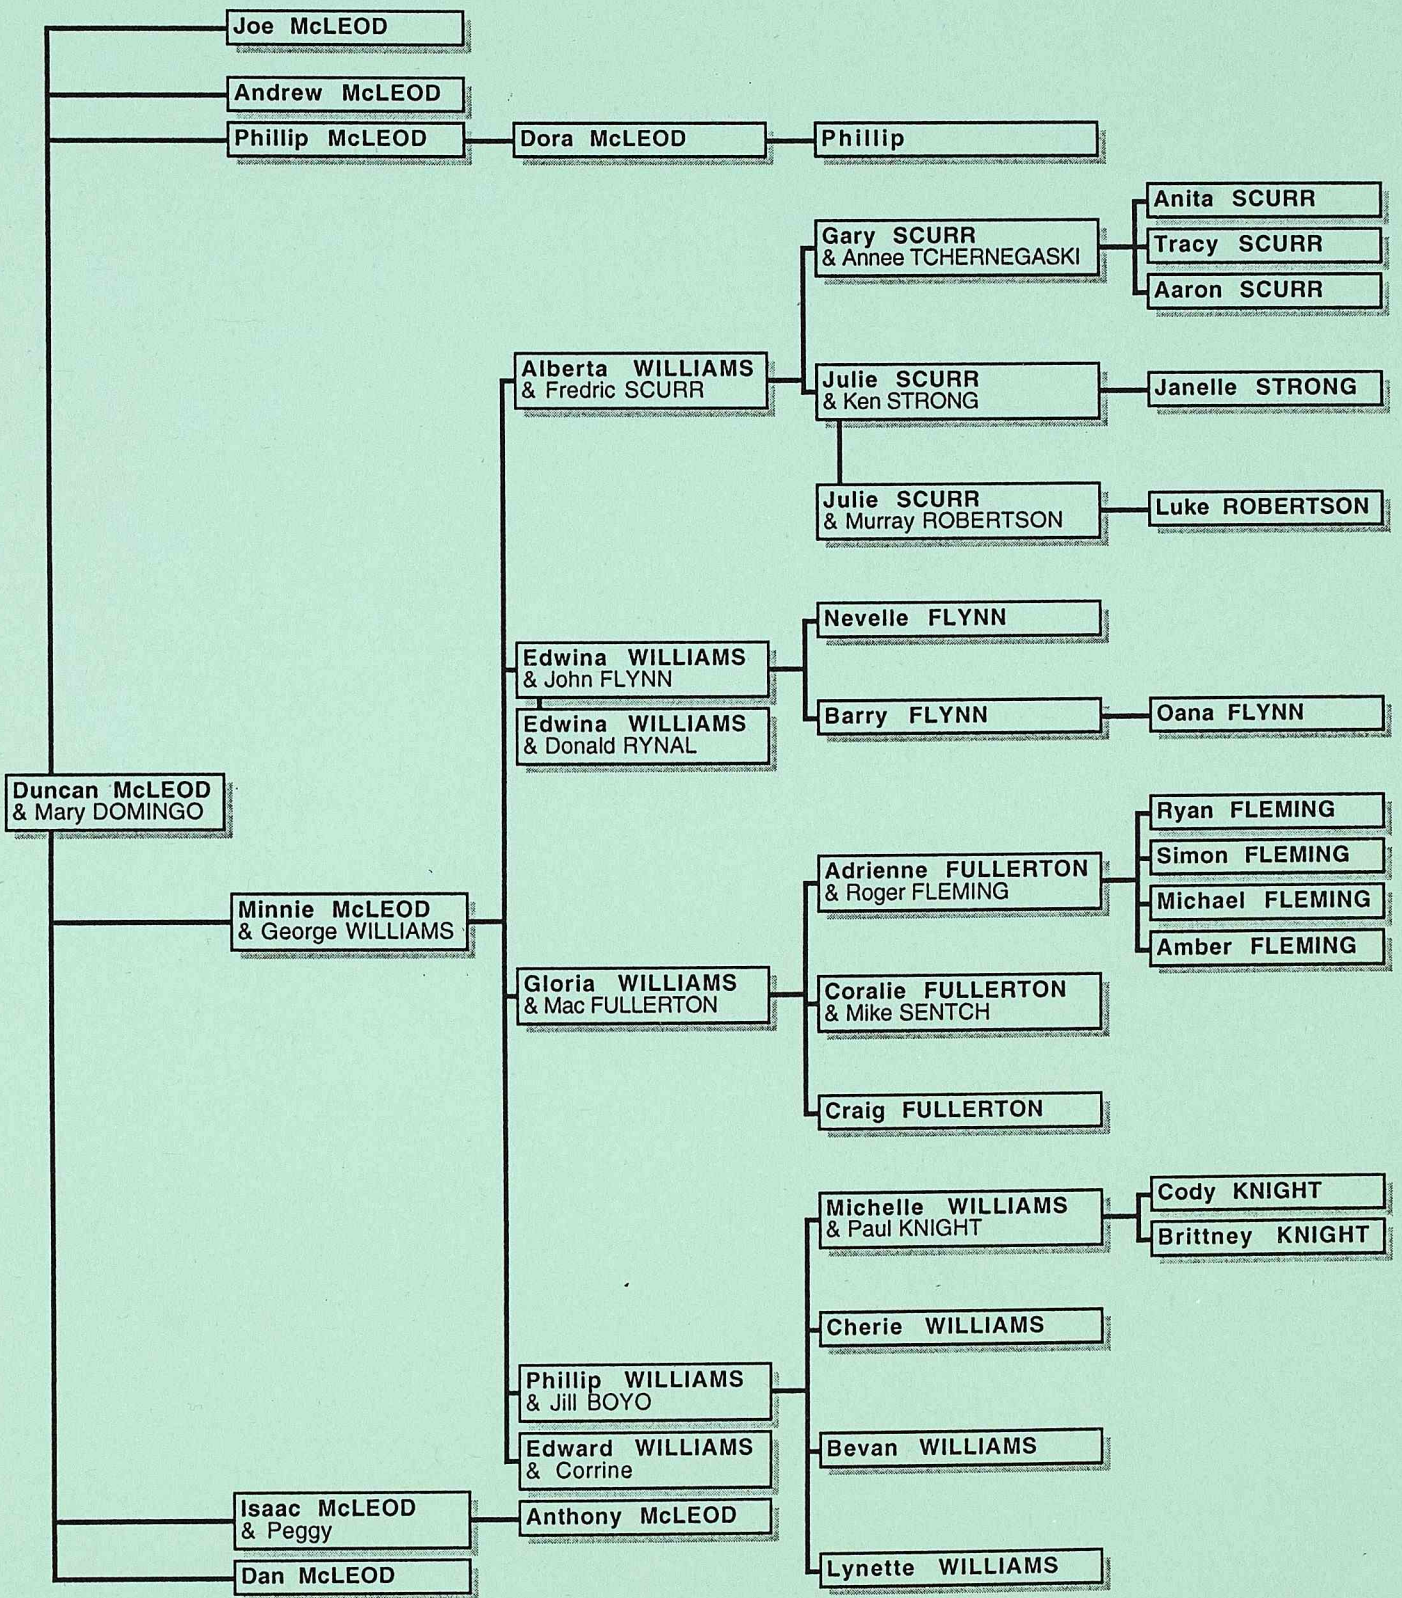 Joe McLEOD
Andrew McLEOD
Phillip McLEOD
Dora McLEOD
Phillip
Anita SCURR
Gary SCURR
& Annee TCHERNEGASKI
Tracy SCURR
Aaron SCURR
Alberta WILLIAMS
& Fredric SCURR
Julie SCURR
& Ken STRONG
Janelle STRONG
Julie SCURR
& Murray ROBERTSON
Luke ROBERTSON
Nevelle FLYNN
Edwina WILLIAMS
& John FLYNN
Barry FLYNN
Oana FLYNN
Edwina WILLIAMS
& Donald RYNAL
Duncan McLEOD
& Mary DOMINGO
Ryan FLEMING
Adrienne FULLERTON
& Roger FLEMING
Simon FLEMING
Michael FLEMING
Amber FLEMING
Minnie McLEOD
& George WILLIAMS
Gloria WILLIAMS
& Mac FULLERTON
Coralie FULLERTON
& Mike SENTCH
Craig FULLERTON
Michelle WILLIAMS
& Paul KNIGHT
Cody KNIGHT
Brittney KNIGHT
Cherie WILLIAMS
Phillip WILLIAMS
& Jill BOYO
Edward WILLIAMS
& Corrine
Bevan WILLIAMS
Isaac McLEOD
& Peggy
Anthony McLEOD
Dan McLEOD
Lynette WILLIAMS